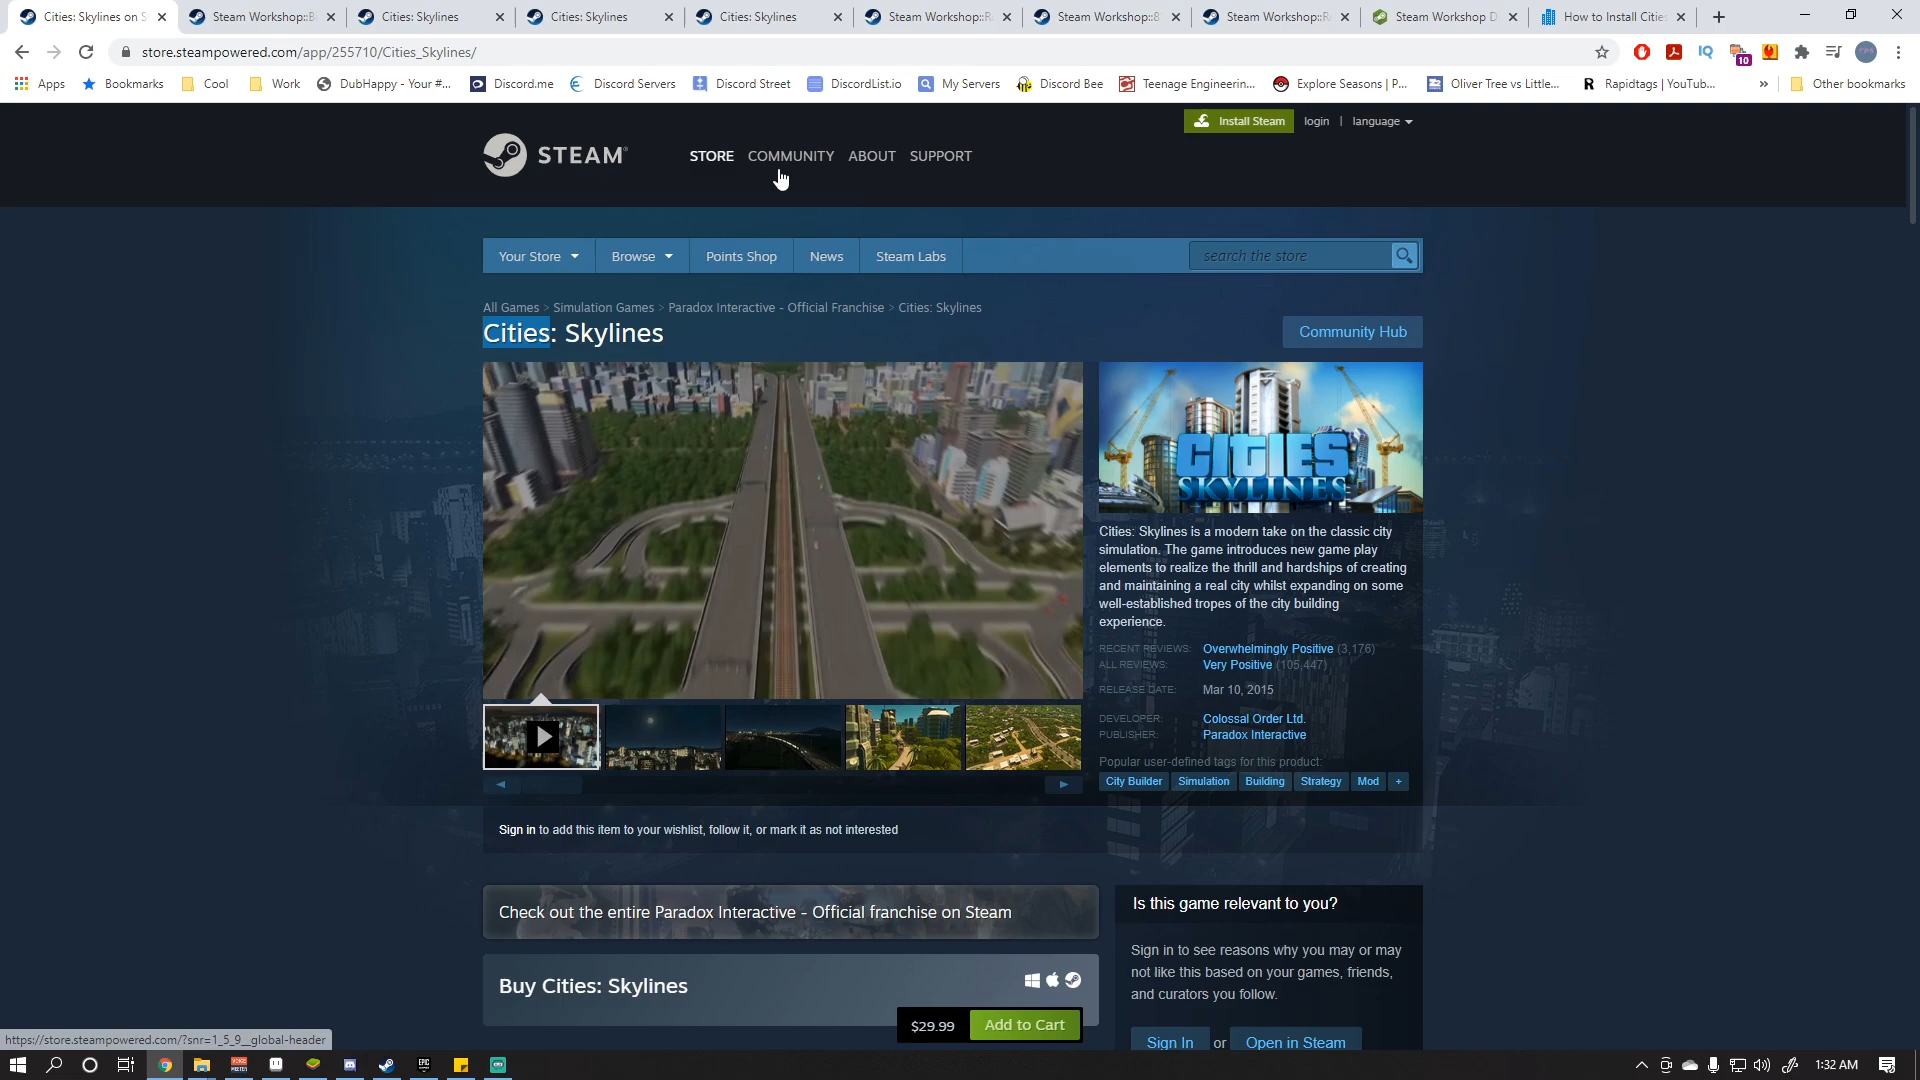 Cities: Skylines on S
Steam Workshop::B
Cities: Skylines
Cities: Skylines
Cities: Skylines
Steam Workshop::R
Steam Workshop::8
Steam Workshop::R
Steam Workshop D
How to Install Cities
store.steampowered.com/app/255710/Cities_Skylines/
10
Apps
Bookmarks
Cool
Work
DubHappy - Your #...
Discord.me
Discord Servers
Discord Street
DiscordList.io
My Servers
Discord Bee
Teenage Engineerin...
Explore Seasons | P...
Oliver Tree vs Little...
Rapidtags | YouTub...
»
Other bookmarks
Install Steam
login | language
STEAM®
STORE COMMUNITY ABOUT SUPPORT
Your Store
Browse
Points Shop
News
Steam Labs
search the store
All Games > Simulation Games > Paradox Interactive - Official Franchise > Cities: Skylines
Cities: Skylines
Community Hub
CITIES
SKYLINES
Cities: Skylines is a modern take on the classic city
simulation. The game introduces new game play
elements to realize the thrill and hardships of creating
and maintaining a real city whilst expanding on some
well-established tropes of the city building
experience.
RECENT REVIEWS: Overwhelmingly Positive (3,176)
ALL REVIEWS: Very Positive (105,447)
RELEASE DATE: Mar 10, 2015
DEVELOPER: Colossal Order Ltd.
PUBLISHER: Paradox Interactive
Popular user-defined tags for this product:
City Builder Simulation Building Strategy Mod +
Sign in to add this item to your wishlist, follow it, or mark it as not interested
Check out the entire Paradox Interactive - Official franchise on Steam
Is this game relevant to you?
Sign in to see reasons why you may or may
not like this based on your games, friends,
and curators you follow.
Sign In or Open in Steam
Buy Cities: Skylines
$29.99 Add to Cart
https://store.steampowered.com/?snr=1_5_9__global-header
1:32 AM